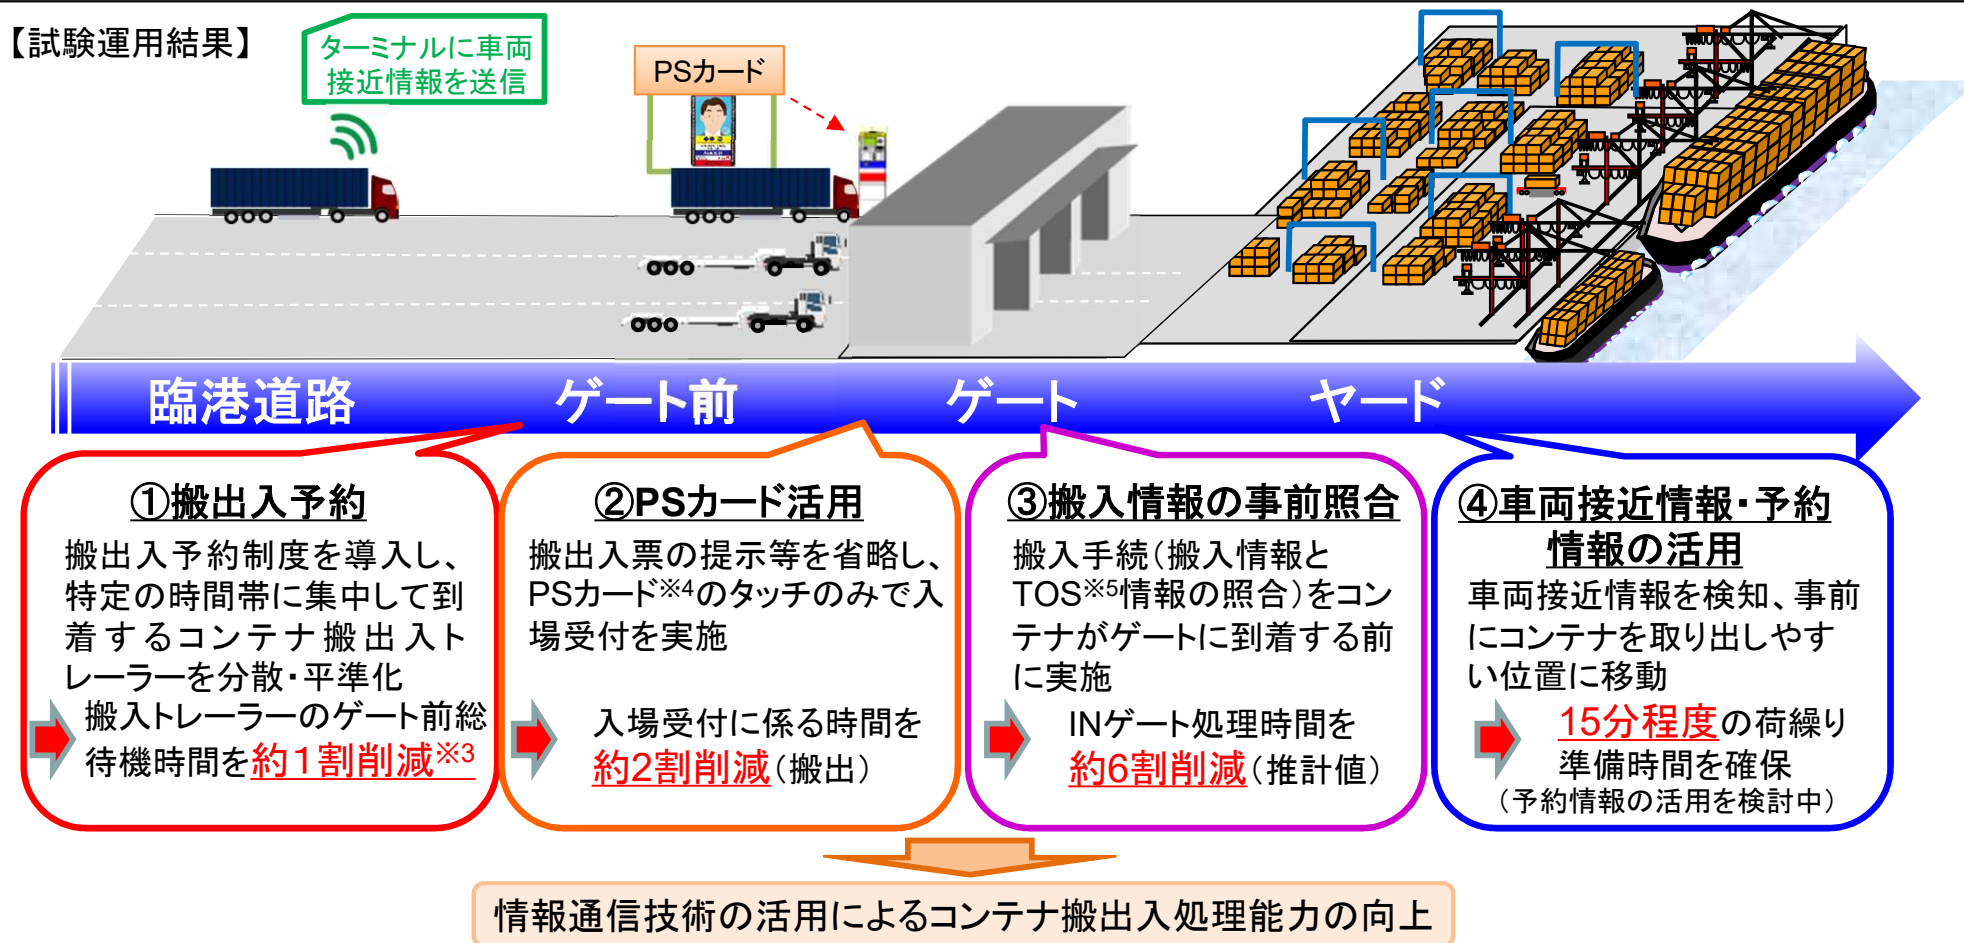 【試験運用結果】
ターミナルに車両
接近情報を送信
PSカード
臨港道路
ゲート前
ゲート
ヤード
①搬出入予約
搬出入予約制度を導入し、
特定の時間帯に集中して到
着するコンテナ搬出入ト
レーラーを分散・平準化
搬入トレーラーのゲート前総
待機時間を約1割削減※3
②PSカード活用
搬出入票の提示等を省略し、
PSカード※4のタッチのみで入
場受付を実施
入場受付に係る時間を
約2割削減(搬出)
③搬入情報の事前照合
搬入手続(搬入情報と
TOS※5情報の照合)をコン
テナがゲートに到着する前
に実施
INゲート処理時間を
約6割削減(推計値)
④車両接近情報・予約
情報の活用
車両接近情報を検知、事前
にコンテナを取り出しやす
い位置に移動
15分程度の荷繰り
準備時間を確保
(予約情報の活用を検討中)
情報通信技術の活用によるコンテナ搬出入処理能力の向上